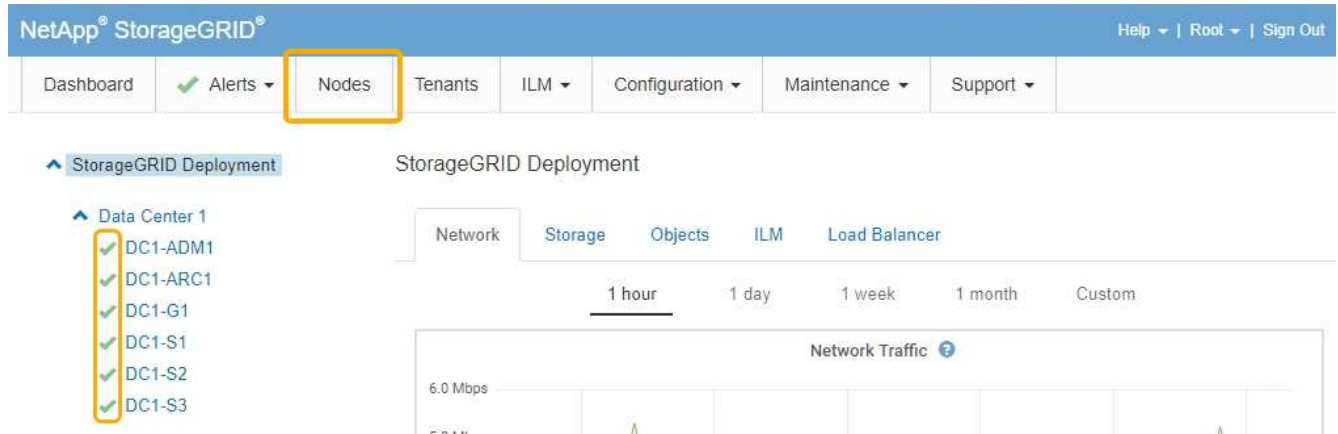 NetApp® StorageGRID®
Help | Root | Sign Out
Dashboard Alerts Nodes Tenants ILM Configuration Maintenance Support
StorageGRID Deployment
StorageGRID Deployment
Data Center 1
DC1-ADM1
DC1-ARC1
DC1-G1
DC1-S1
DC1-S2
DC1-S3
Network Storage Objects ILM Load Balancer
1 hour 1 day 1 week 1 month Custom
Network Traffic
6.0 Mbps